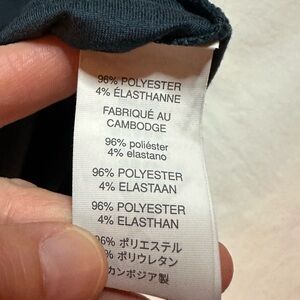 96% POLYESTER
4% ÉLASTHANNE
FABRIQUÉ AU
CAMBODGE
96% poliéster
4% elastano
96% POLYESTER
4% ELASTAAN
96% POLYESTER
4% ELASTHAN
96% ポリエステル
% ポリウレタン
カンボジア製